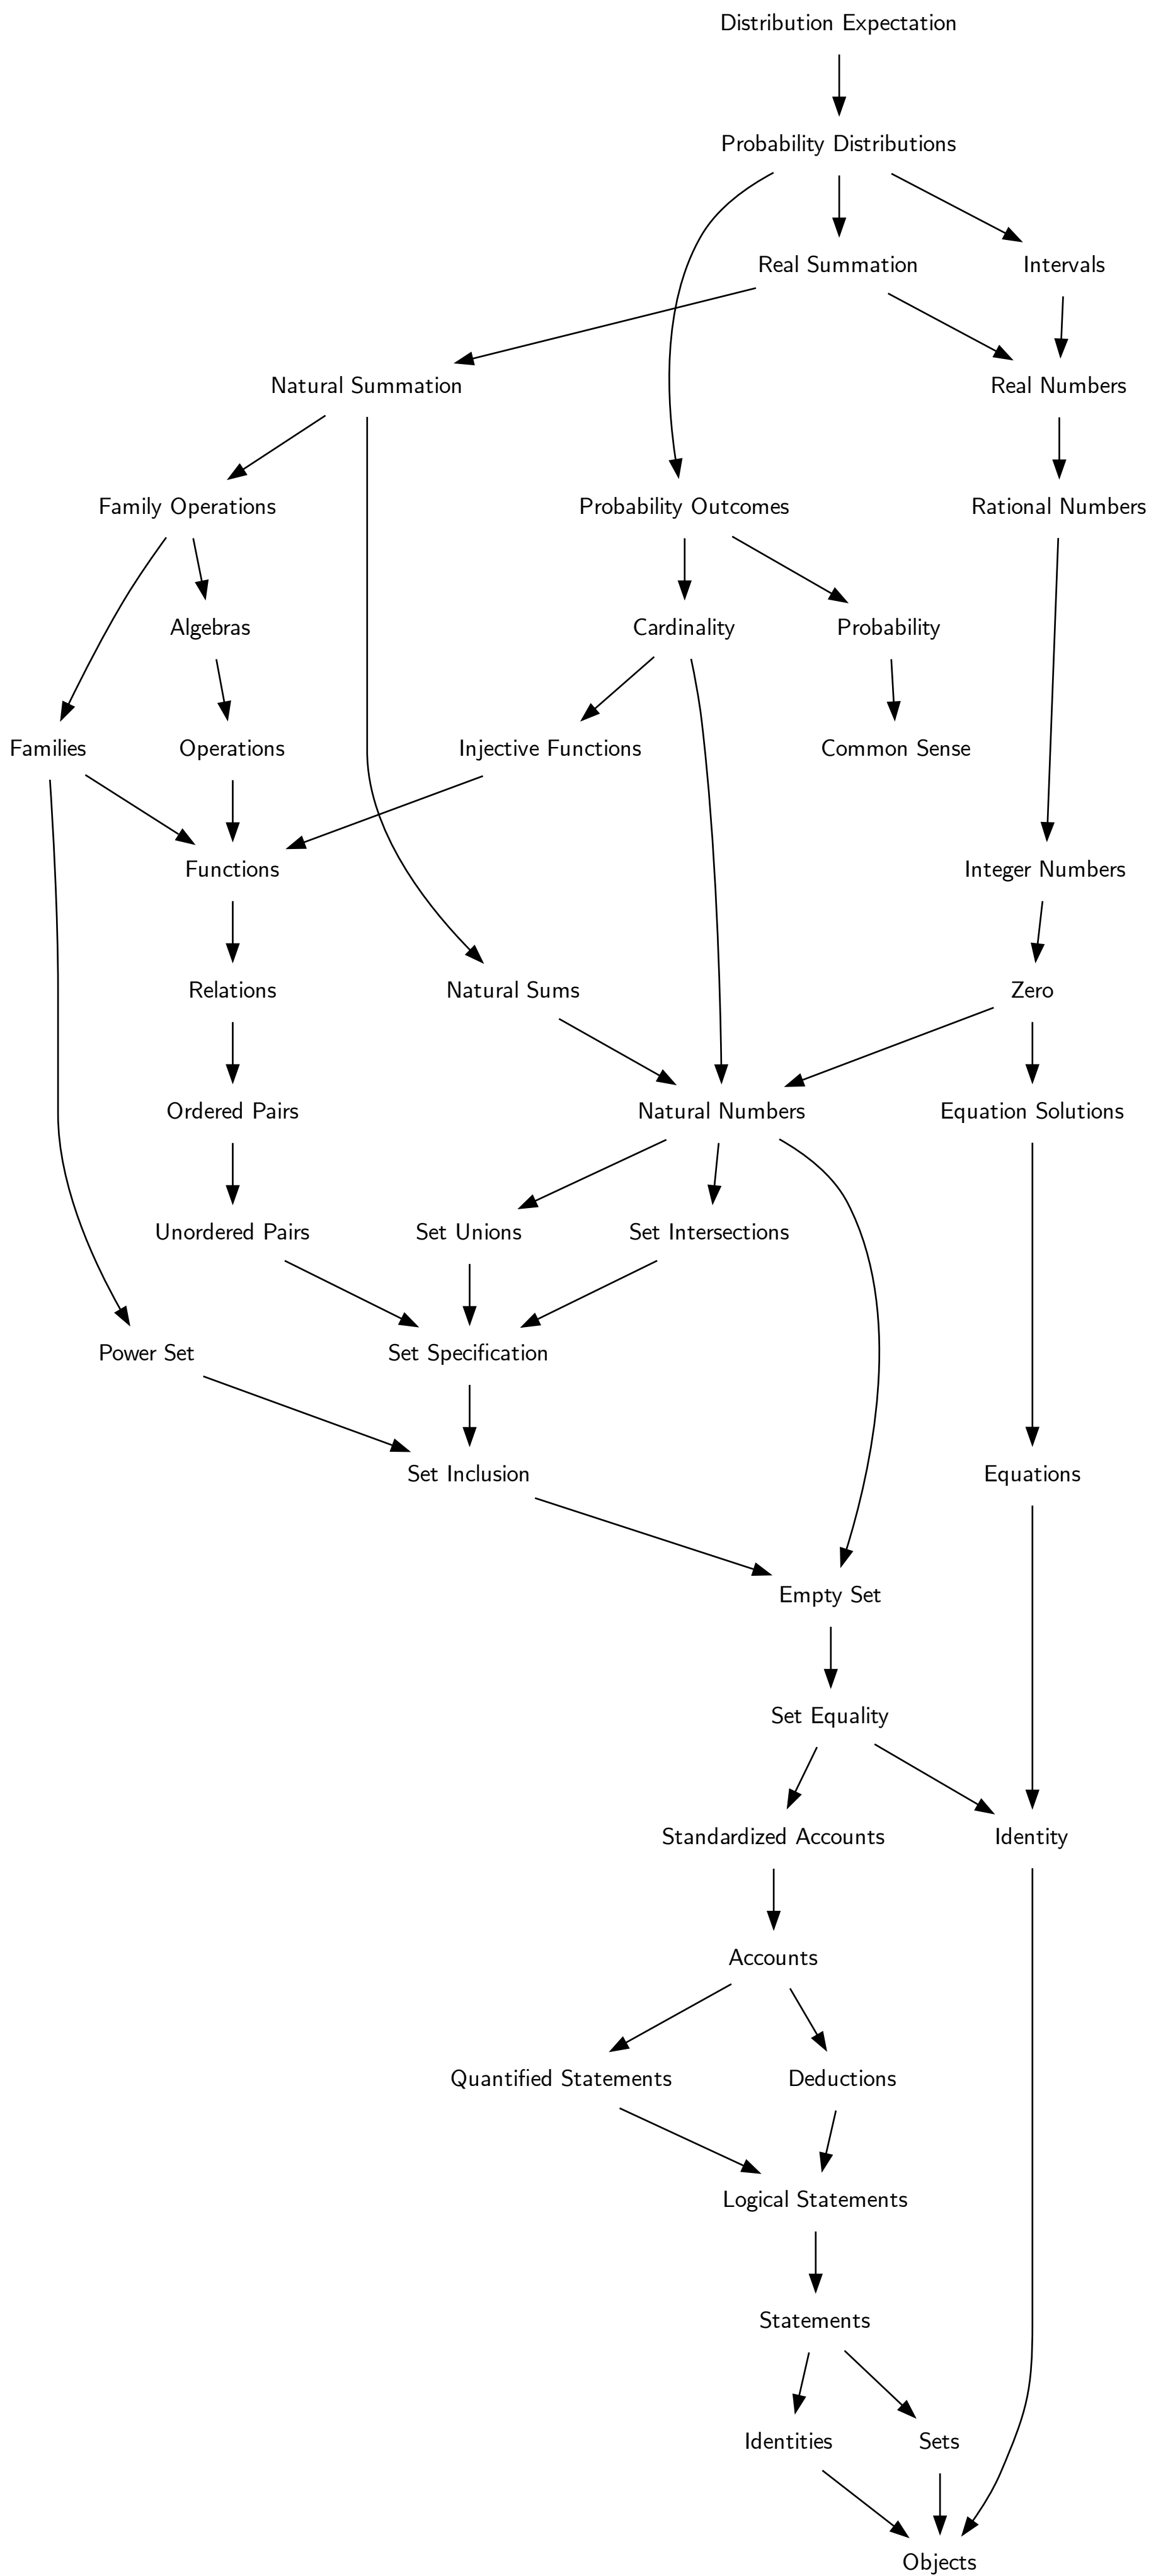 Distribution Expectation
Probability Distributions
Real Summation
Intervals
Natural Summation
Real Numbers
Family Operations
Probability Outcomes
Rational Numbers
Algebras
Cardinality
Probability
Families
Operations
Injective Functions
Common Sense
Functions
Integer Numbers
Relations
Natural Sums
Zero
Ordered Pairs
Natural Numbers
Equation Solutions
Unordered Pairs
Set Unions
Set Intersections
Power Set
Set Specification
Set Inclusion
Equations
Empty Set
Set Equality
Standardized Accounts
Identity
Accounts
Quantified Statements
Deductions
Logical Statements
Statements
Identities
Sets
Objects